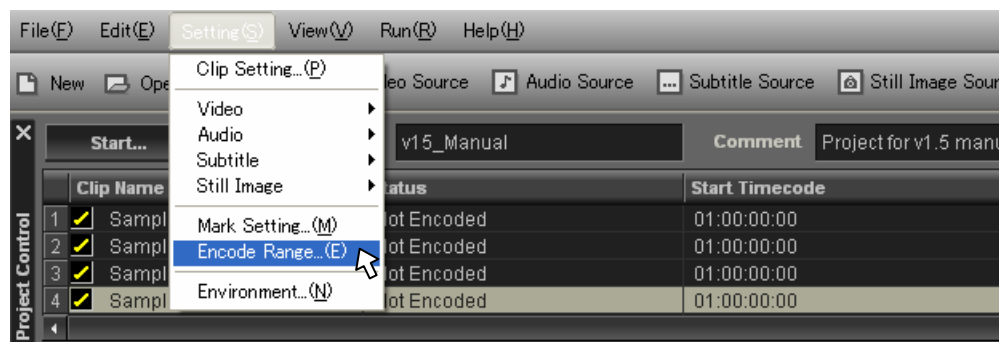 File(F) Edit(E) Setting(S) View(V) Run(R) Help(H)
New Ope eo Source Audio Source Subtitle Source Still Image Sour
Clip Setting...(P)
Video
Audio
Subtitle
Still Image
Mark Setting...(M)
Encode Range...(E)
Environment...(N)
Start... v15_Manual Comment Project for v1.5 manu
Clip Name tatus Start Timecode
1 Sampl ot Encoded 01:00:00:00
2 Sampl ot Encoded 01:00:00:00
3 Sampl ot Encoded 01:00:00:00
4 Sampl ot Encoded 01:00:00:00
Project Control